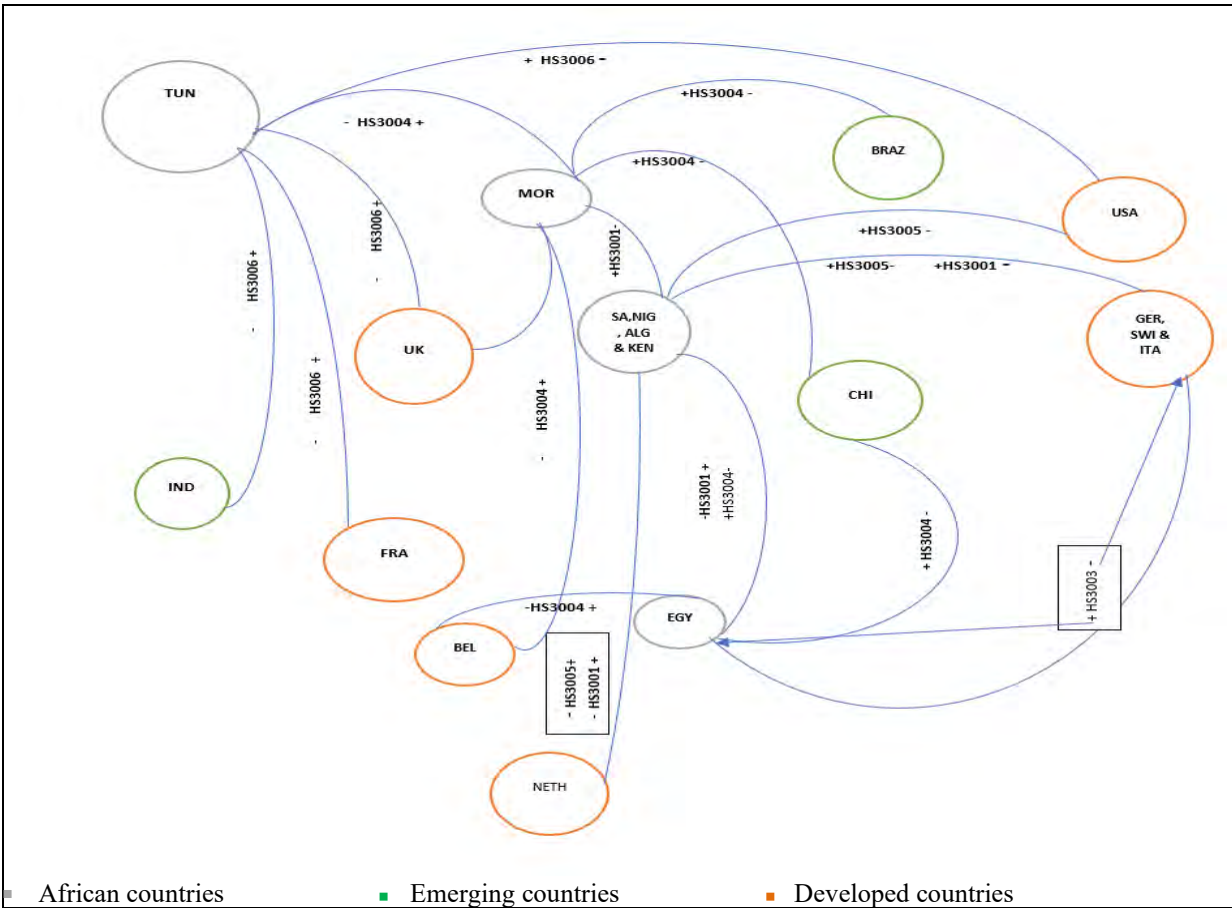 + HS3006 -
TUN
+HS3004 -
- HS3004 +
BRAZ
+HS3004 -
MOR
USA
- HS3006 +
+HS3001-
+HS3005 -
- HS3006 +
+HS3005- +HS3001 -
SA,NIG
, ALG
& KEN
GER,
SWI &
ITA
UK
CHI
- HS3006 +
- HS3004 +
-HS3001 +
+HS3004-
IND
+ HS3004 -
FRA
+ HS3003 -
-HS3004 +
EGY
BEL
- HS3005+
- HS3001 +
NETH
African countries Emerging countries Developed countries